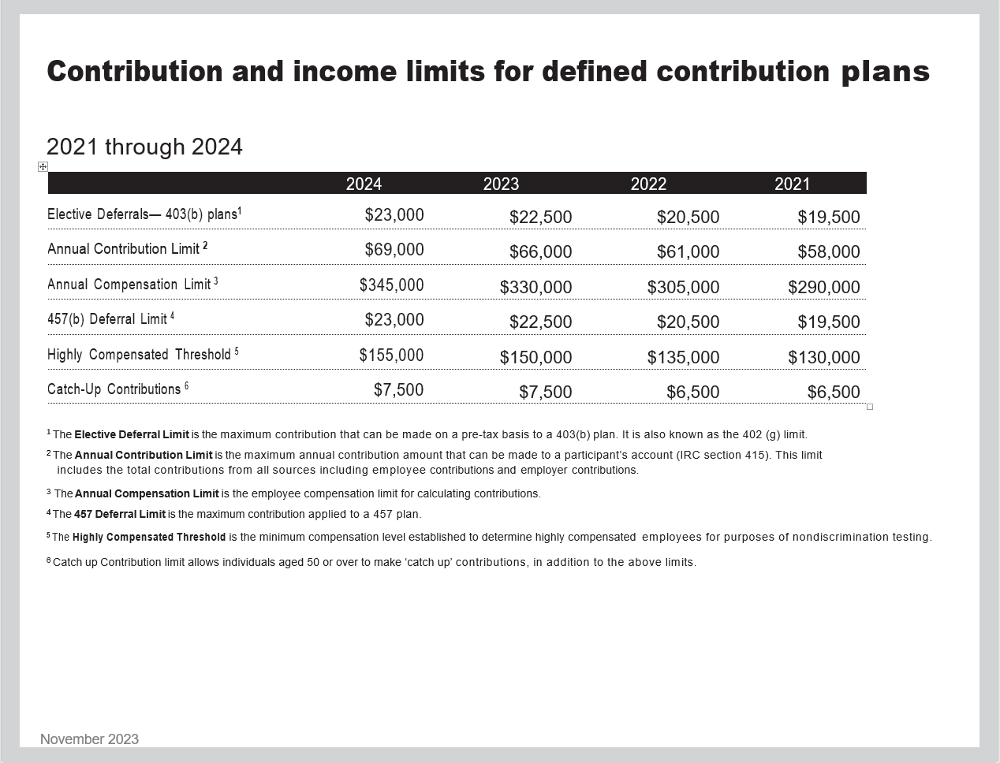 Contribution and income limits for defined contribution plans
2021 through 2024
2024 2023 2022 2021
Elective Deferrals— 403(b) plans¹ $23,000 $22,500 $20,500 $19,500
Annual Contribution Limit ² $69,000 $66,000 $61,000 $58,000
Annual Compensation Limit ³ $345,000 $330,000 $305,000 $290,000
457(b) Deferral Limit ⁴ $23,000 $22,500 $20,500 $19,500
Highly Compensated Threshold ⁵ $155,000 $150,000 $135,000 $130,000
Catch-Up Contributions ⁶ $7,500 $7,500 $6,500 $6,500
¹ The Elective Deferral Limit is the maximum contribution that can be made on a pre-tax basis to a 403(b) plan. It is also known as the 402 (g) limit.
² The Annual Contribution Limit is the maximum annual contribution amount that can be made to a participant’s account (IRC section 415). This limit
includes the total contributions from all sources including employee contributions and employer contributions.
³ The Annual Compensation Limit is the employee compensation limit for calculating contributions.
⁴ The 457 Deferral Limit is the maximum contribution applied to a 457 plan.
⁵ The Highly Compensated Threshold is the minimum compensation level established to determine highly compensated employees for purposes of nondiscrimination testing.
⁶ Catch up Contribution limit allows individuals aged 50 or over to make ‘catch up’ contributions, in addition to the above limits.
November 2023